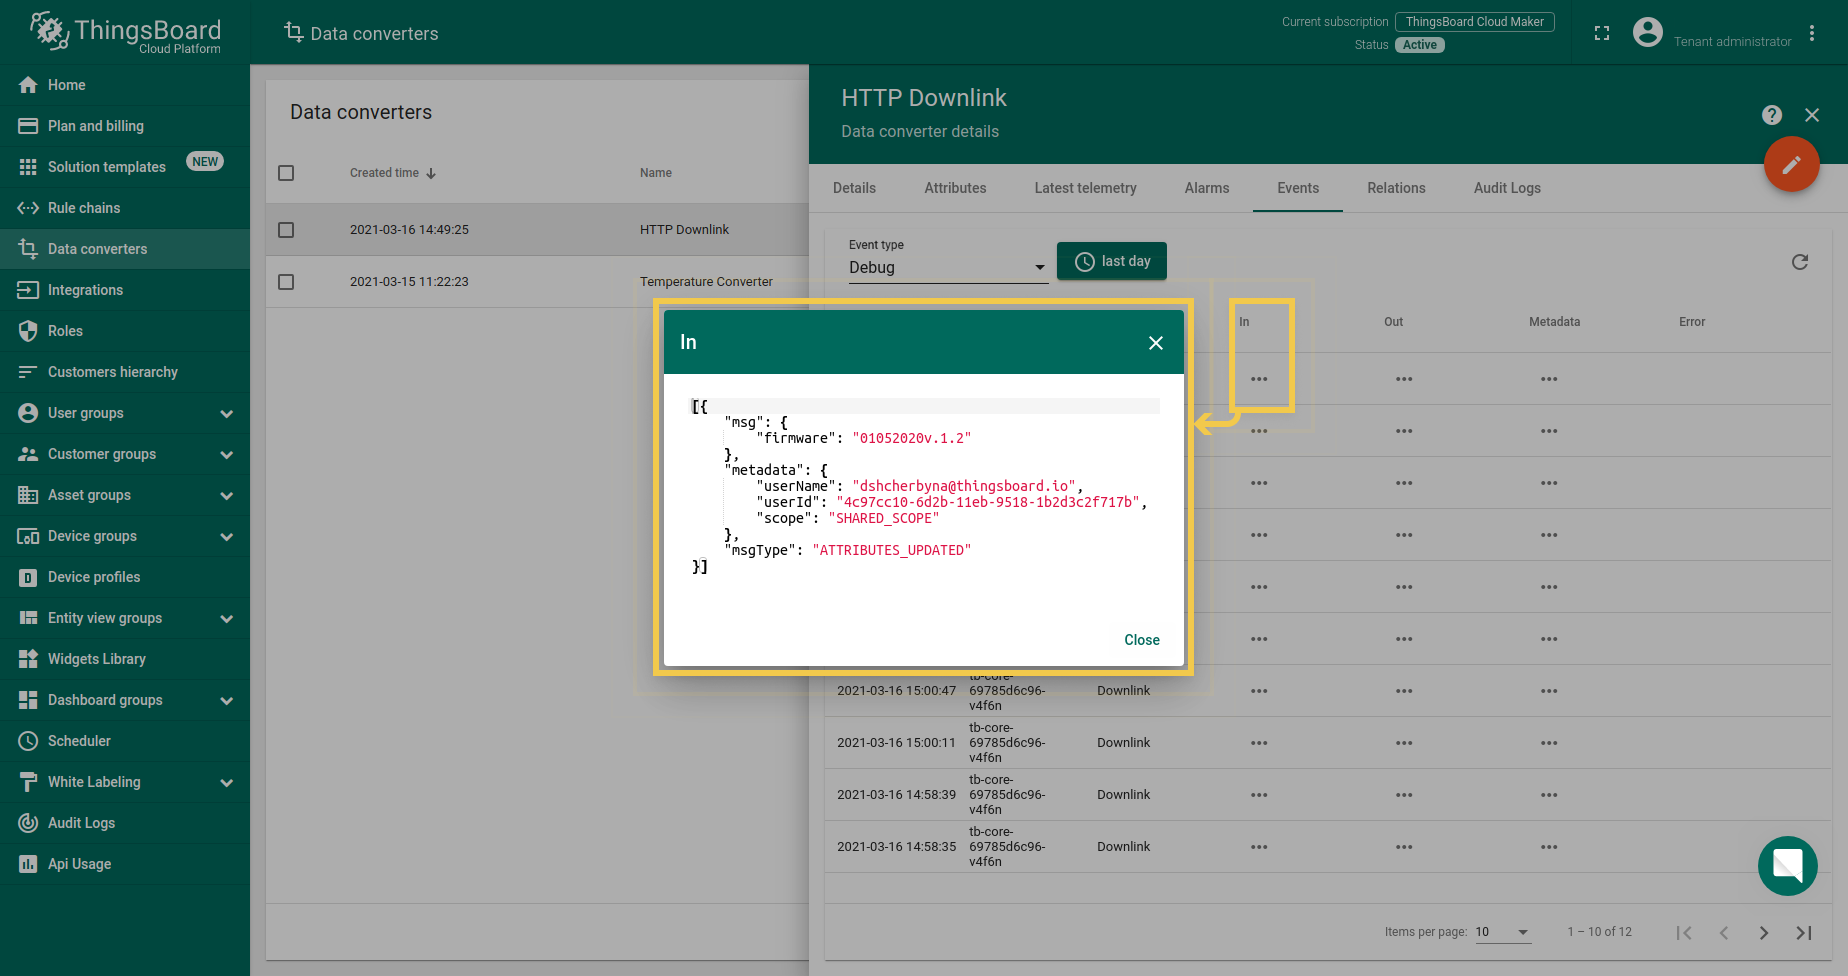 ThingsBoard
Cloud Platform
Data converters
Current subscription ThingsBoard Cloud Maker
Status Active
Tenant administrator
Home
Plan and billing
Solution templates NEW
Rule chains
Data converters
Integrations
Roles
Customers hierarchy
User groups
Customer groups
Asset groups
Device groups
Device profiles
Entity view groups
Widgets Library
Dashboard groups
Scheduler
White Labeling
Audit Logs
Api Usage
Data converters
Created time Name
2021-03-16 14:49:25 HTTP Downlink
2021-03-15 11:22:23 Temperature Converter
HTTP Downlink
Data converter details
Details Attributes Latest telemetry Alarms Events Relations Audit Logs
Event type
Debug
last day
In Out Metadata Error
In
[{
"msg": {
"firmware": "01052020v.1.2"
},
"metadata": {
"userName": "dshcherbyna@thingsboard.io",
"userId": "4c97cc10-6d2b-11eb-9518-1b2d3c2f717b",
"scope": "SHARED_SCOPE"
},
"msgType": "ATTRIBUTES_UPDATED"
}]
Close
tb-core-
2021-03-16 15:00:47 69785d6c96- Downlink
v4f6n
tb-core-
2021-03-16 15:00:11 69785d6c96- Downlink
v4f6n
tb-core-
2021-03-16 14:58:39 69785d6c96- Downlink
v4f6n
tb-core-
2021-03-16 14:58:35 69785d6c96- Downlink
v4f6n
Items per page: 10 1 – 10 of 12